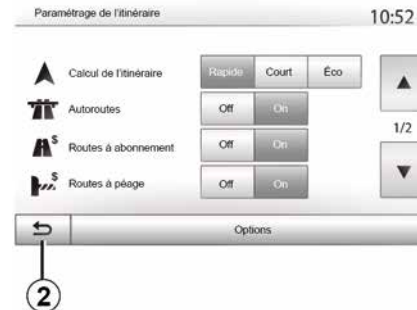 Paramétrage de l'itinéraire 10:52
Calcul de l'itinéraire Rapide Court Éco
Autoroutes Off On
1/2
$ Routes à abonnement Off On
$ Routes à péage Off On
Options
2